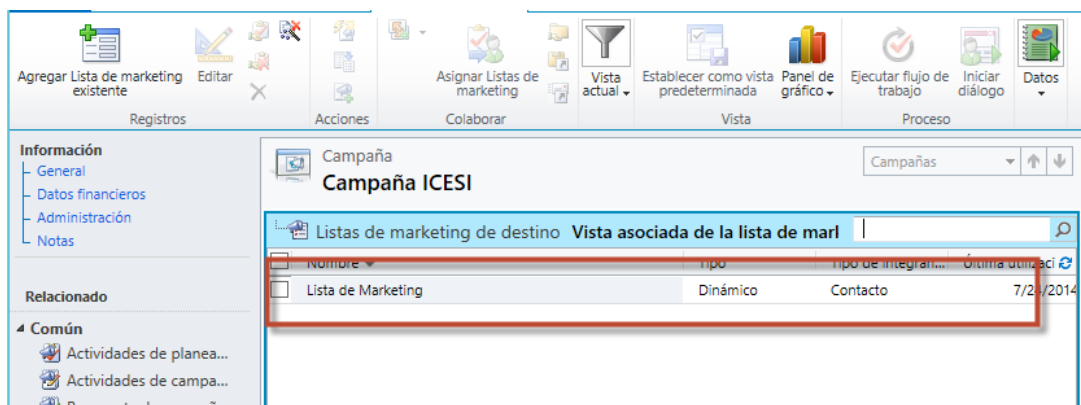 Agregar Lista de marketing existente
Editar
Asignar Listas de marketing
Vista actual
Establecer como vista predeterminada
Panel de gráfico
Ejecutar flujo de trabajo
Iniciar diálogo
Datos
Registros
Acciones
Colaborar
Vista
Proceso
Información
General
Datos financieros
Administración
Notas
Relacionado
Común
Actividades de planea...
Actividades de campa...
Campaña
Campaña ICESI
Campañas
Listas de marketing de destino Vista asociada de la lista de marl
Nombre Tipo Tipo de integran... Última utilizaci
Lista de Marketing Dinámico Contacto 7/24/2014